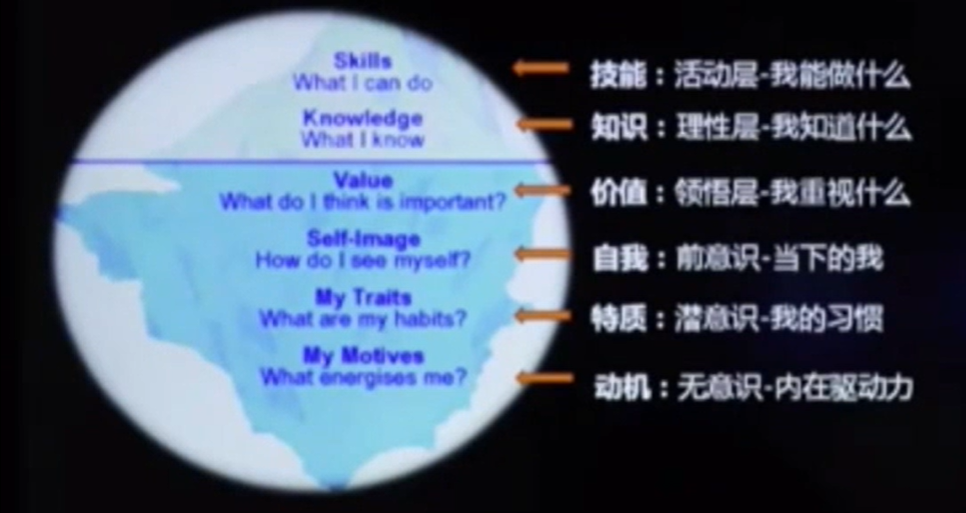 Skills
What I can do
技能：活动层-我能做什么
Knowledge
What I know
知识：理性层-我知道什么
Value
What do I think is important?
价值：领悟层-我重视什么
Self-Image
How do I see myself?
自我：前意识-当下的我
My Traits
What are my habits?
特质：潜意识-我的习惯
My Motives
What energises me?
动机：无意识-内在驱动力